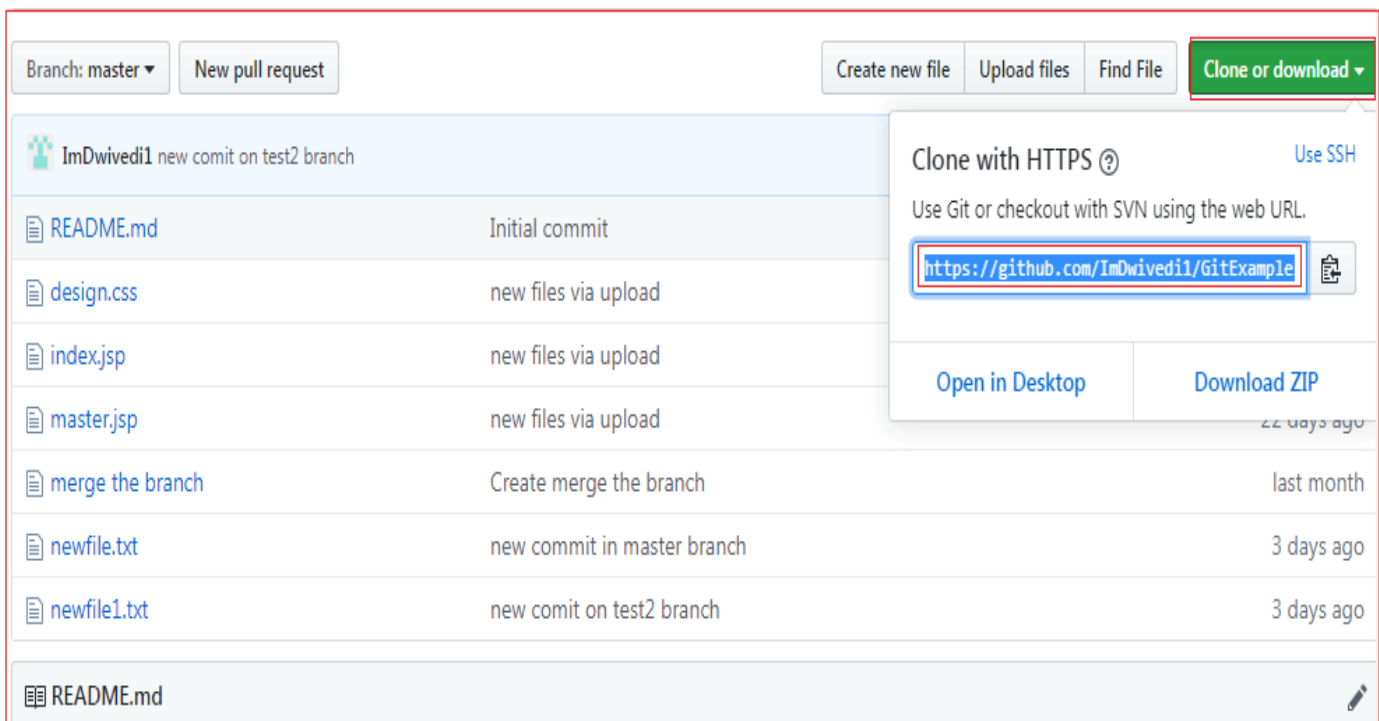 Branch: master New pull request Create new file Upload files Find File Clone or download
ImDwivedi1 new comit on test2 branch
Clone with HTTPS Use SSH
Use Git or checkout with SVN using the web URL.
https://github.com/ImDwivedi1/GitExample
Open in Desktop Download ZIP
README.md Initial commit
design.css new files via upload
index.jsp new files via upload
master.jsp new files via upload 22 days ago
merge the branch Create merge the branch last month
newfile.txt new commit in master branch 3 days ago
newfile1.txt new comit on test2 branch 3 days ago
README.md